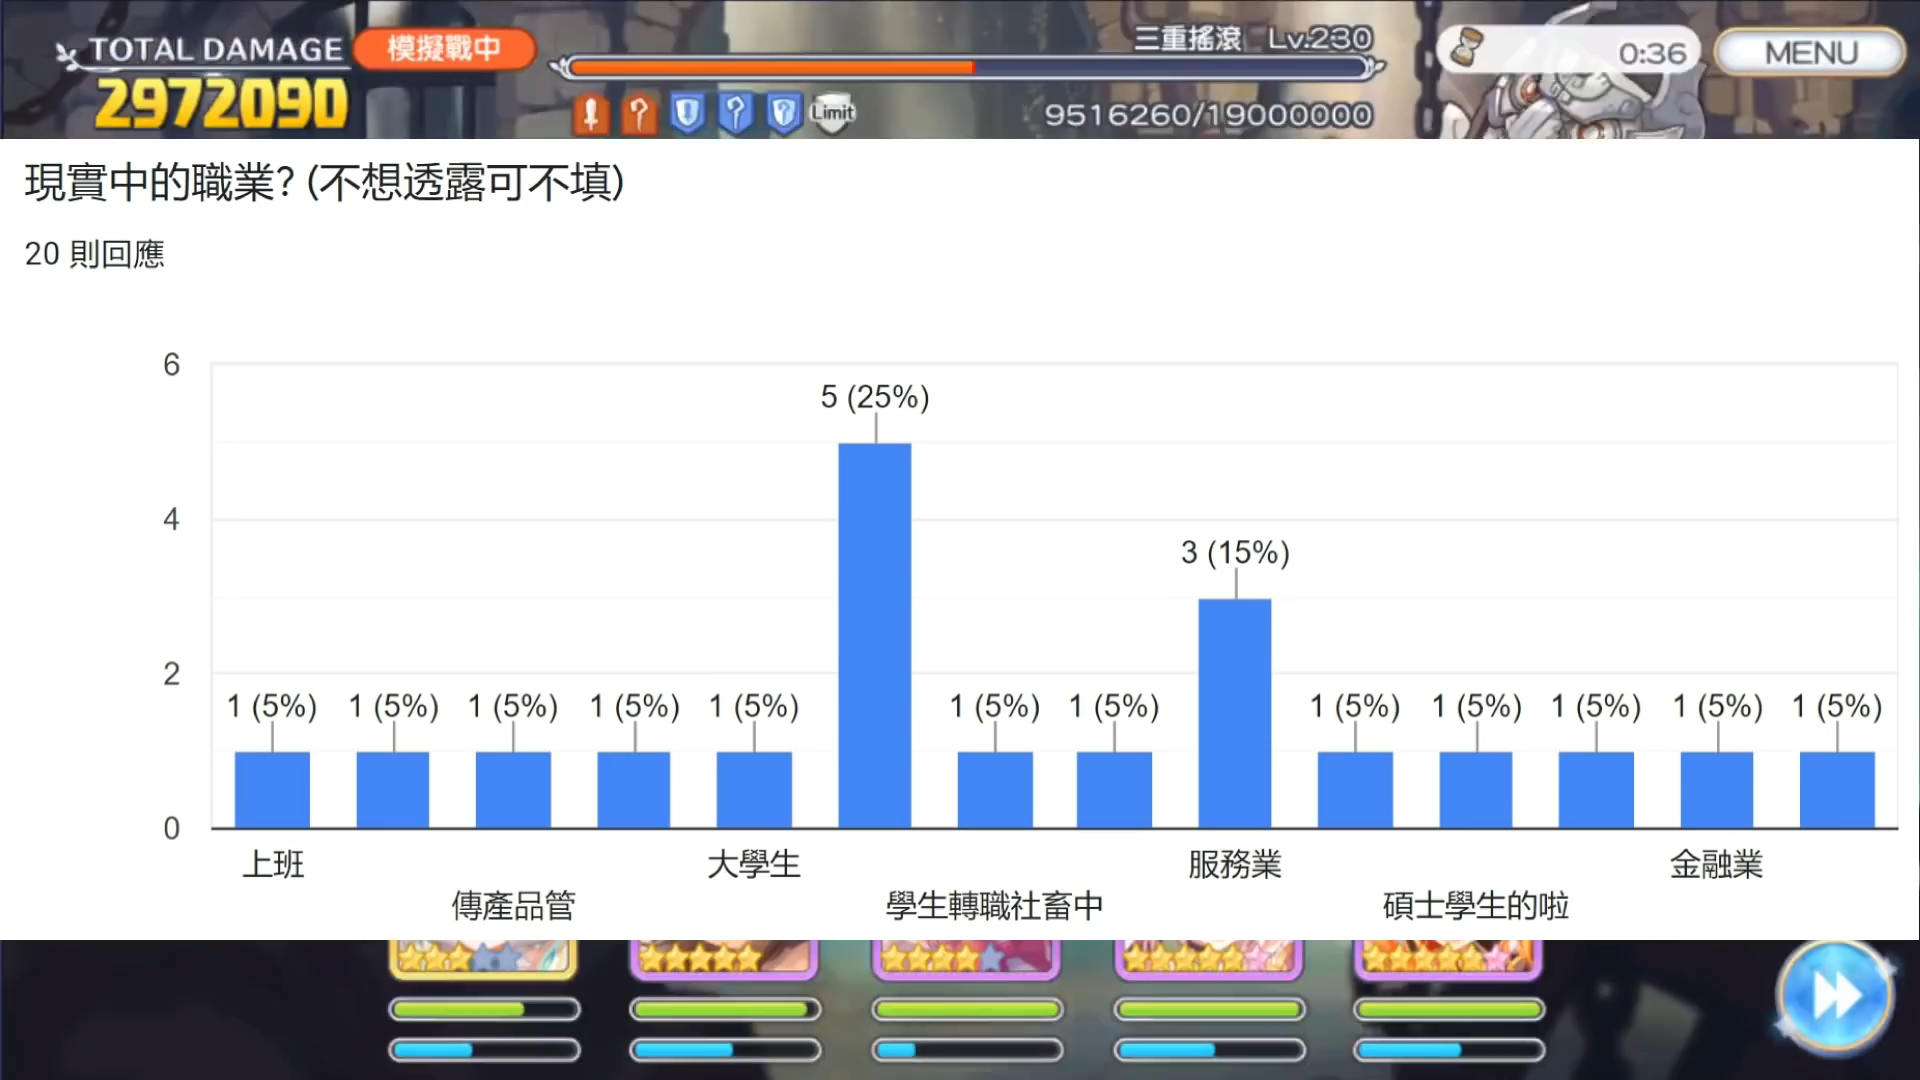 TOTAL DAMAGE 模擬戰中
2972090
三重搖滾 Lv.230
Limit
9516260/19000000
0:36
MENU
現實中的職業? (不想透露可不填)
20 則回應
6
4
2
0
1 (5%)
1 (5%)
1 (5%)
1 (5%)
1 (5%)
5 (25%)
1 (5%)
1 (5%)
3 (15%)
1 (5%)
1 (5%)
1 (5%)
1 (5%)
1 (5%)
上班
傳產品管
大學生
學生轉職社畜中
服務業
碩士學生的啦
金融業